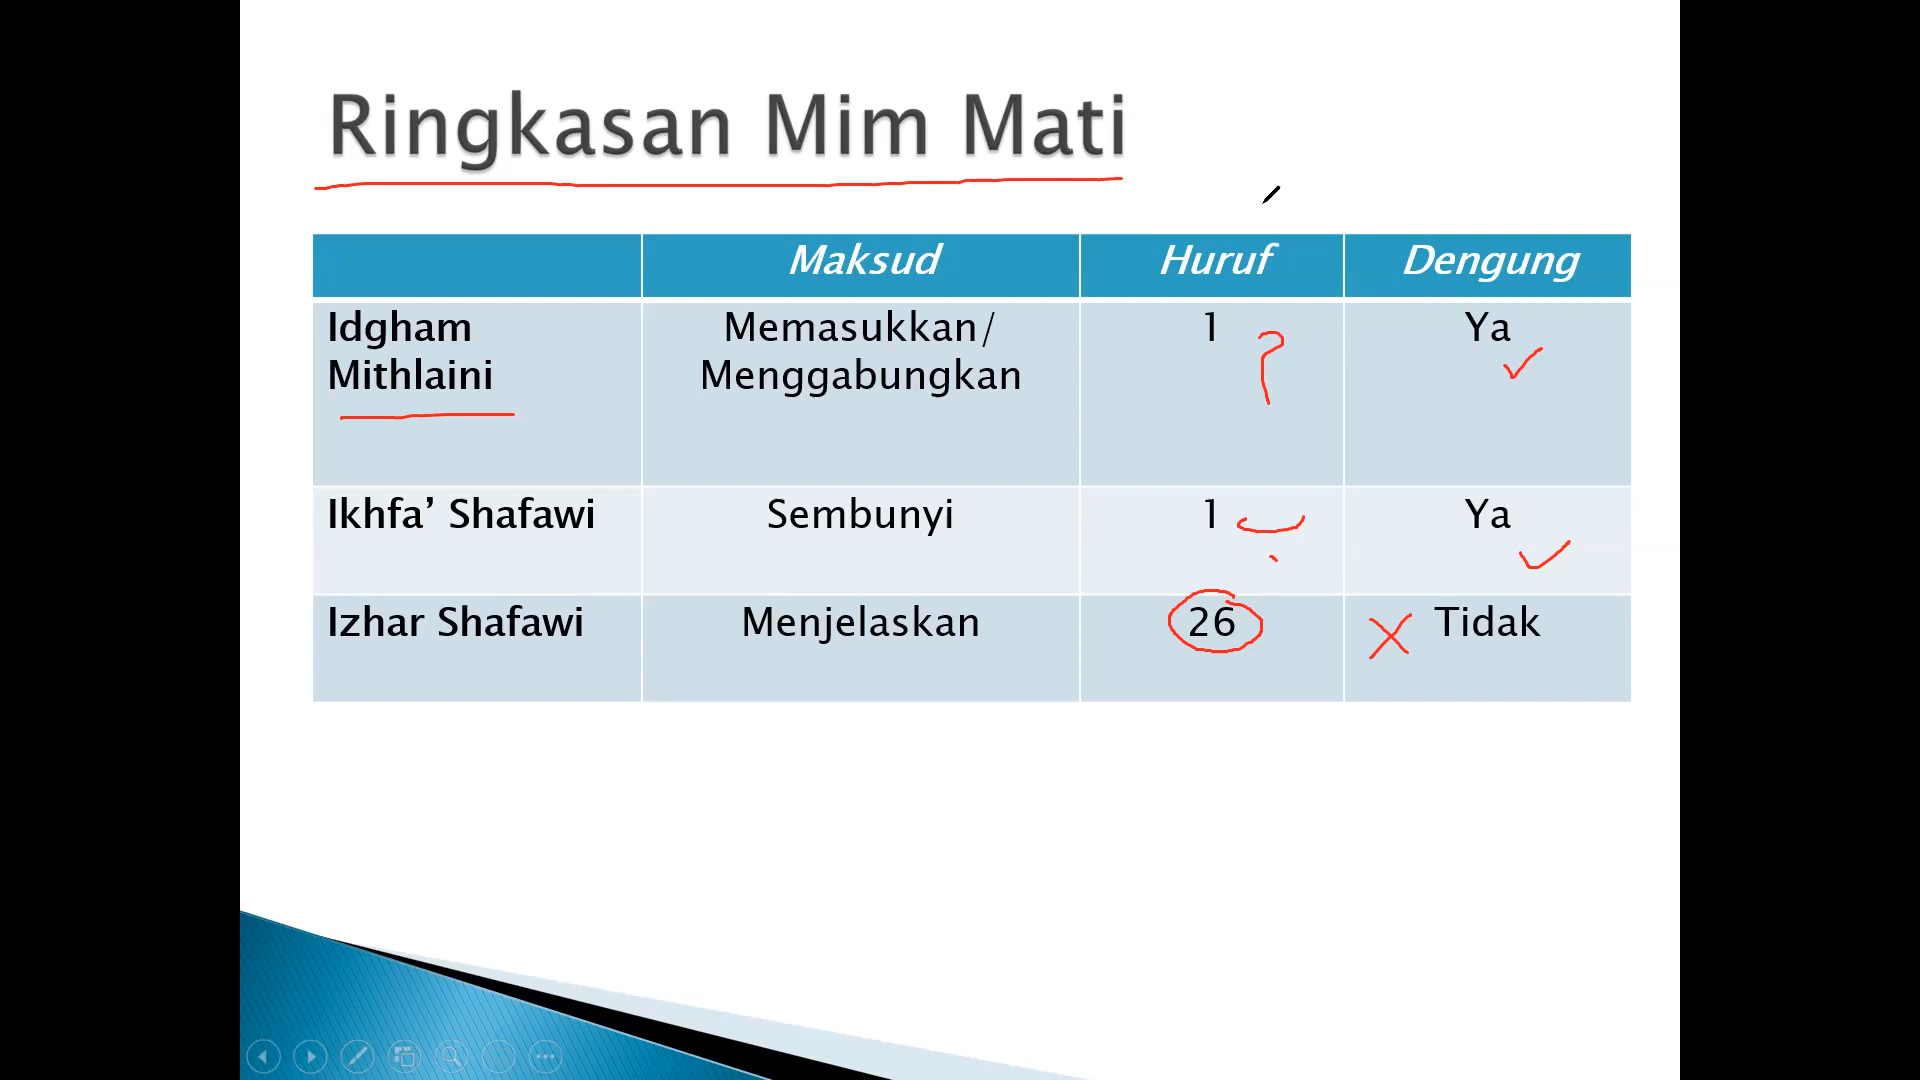 Ringkasan Mim Mati
Maksud Huruf Dengung
Idgham Mithlaini Memasukkan/ Menggabungkan 1 م Ya
Ikhfa’ Shafawi Sembunyi 1 ب Ya
Izhar Shafawi Menjelaskan 26 Tidak